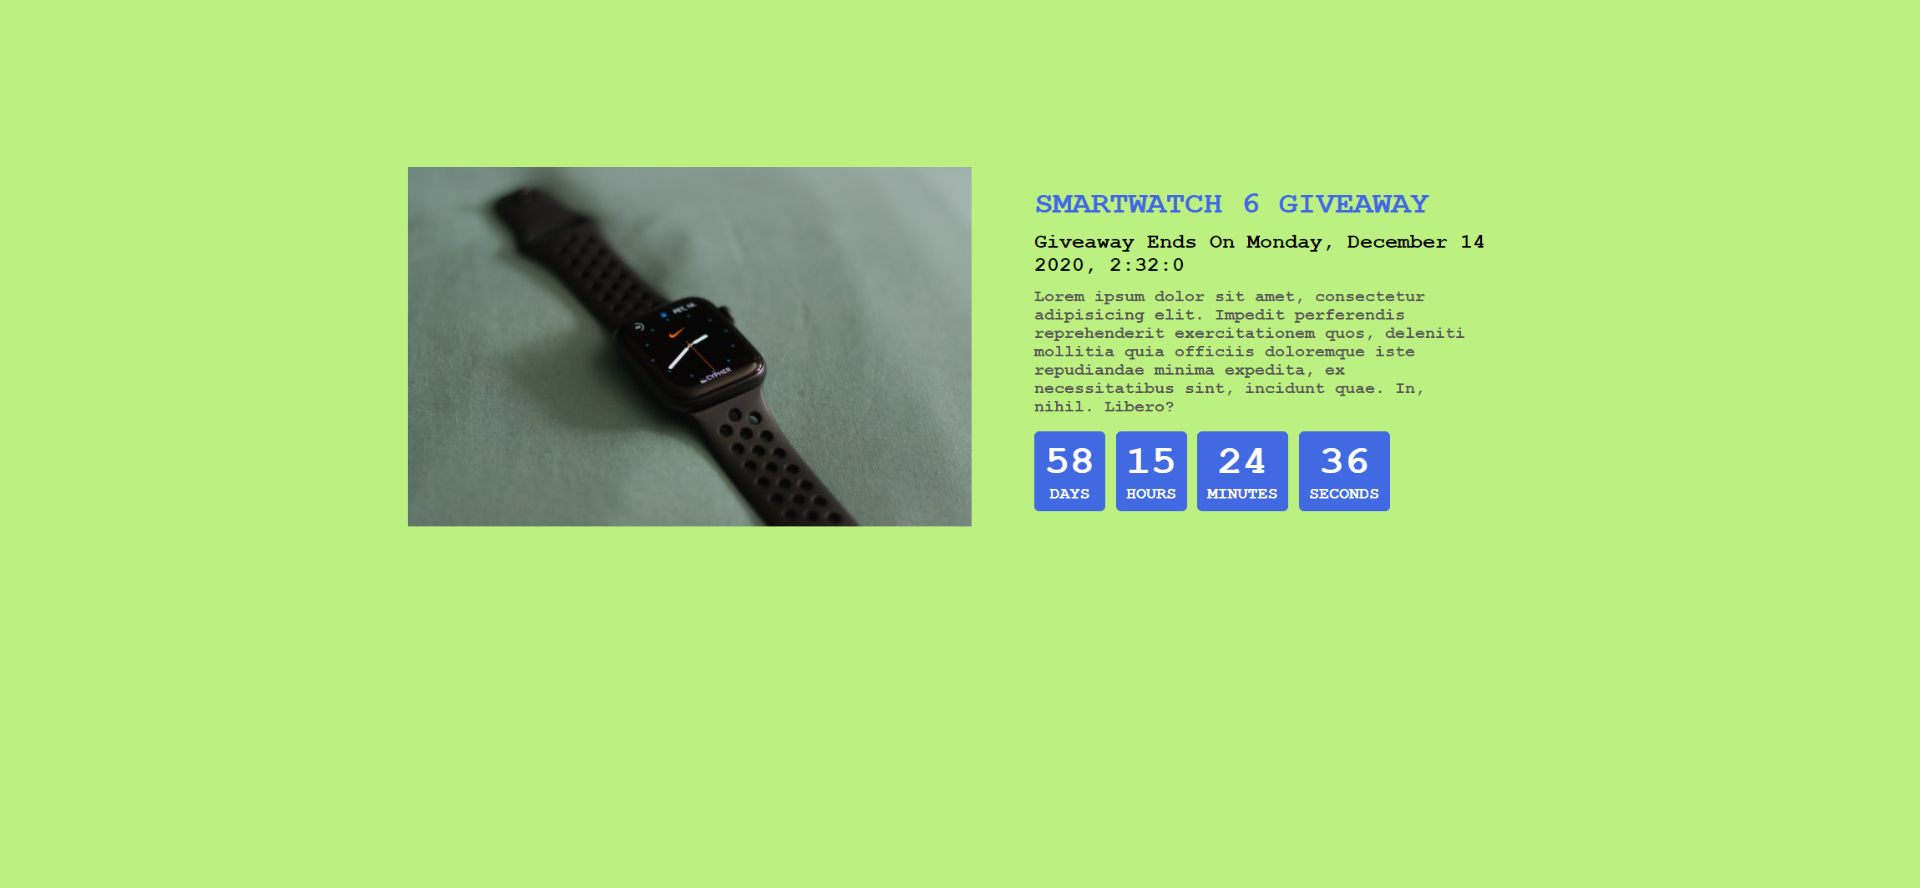 SMARTWATCH 6 GIVEAWAY
Giveaway Ends On Monday, December 14
2020, 2:32:0
Lorem ipsum dolor sit amet, consectetur
adipisicing elit. Impedit perferendis
reprehenderit exercitationem quos, deleniti
mollitia quia officiis doloremque iste
repudiandae minima expedita, ex
necessitatibus sint, incidunt quae. In,
nihil. Libero?
58 15 24 36
DAYS HOURS MINUTES SECONDS
CYPHER